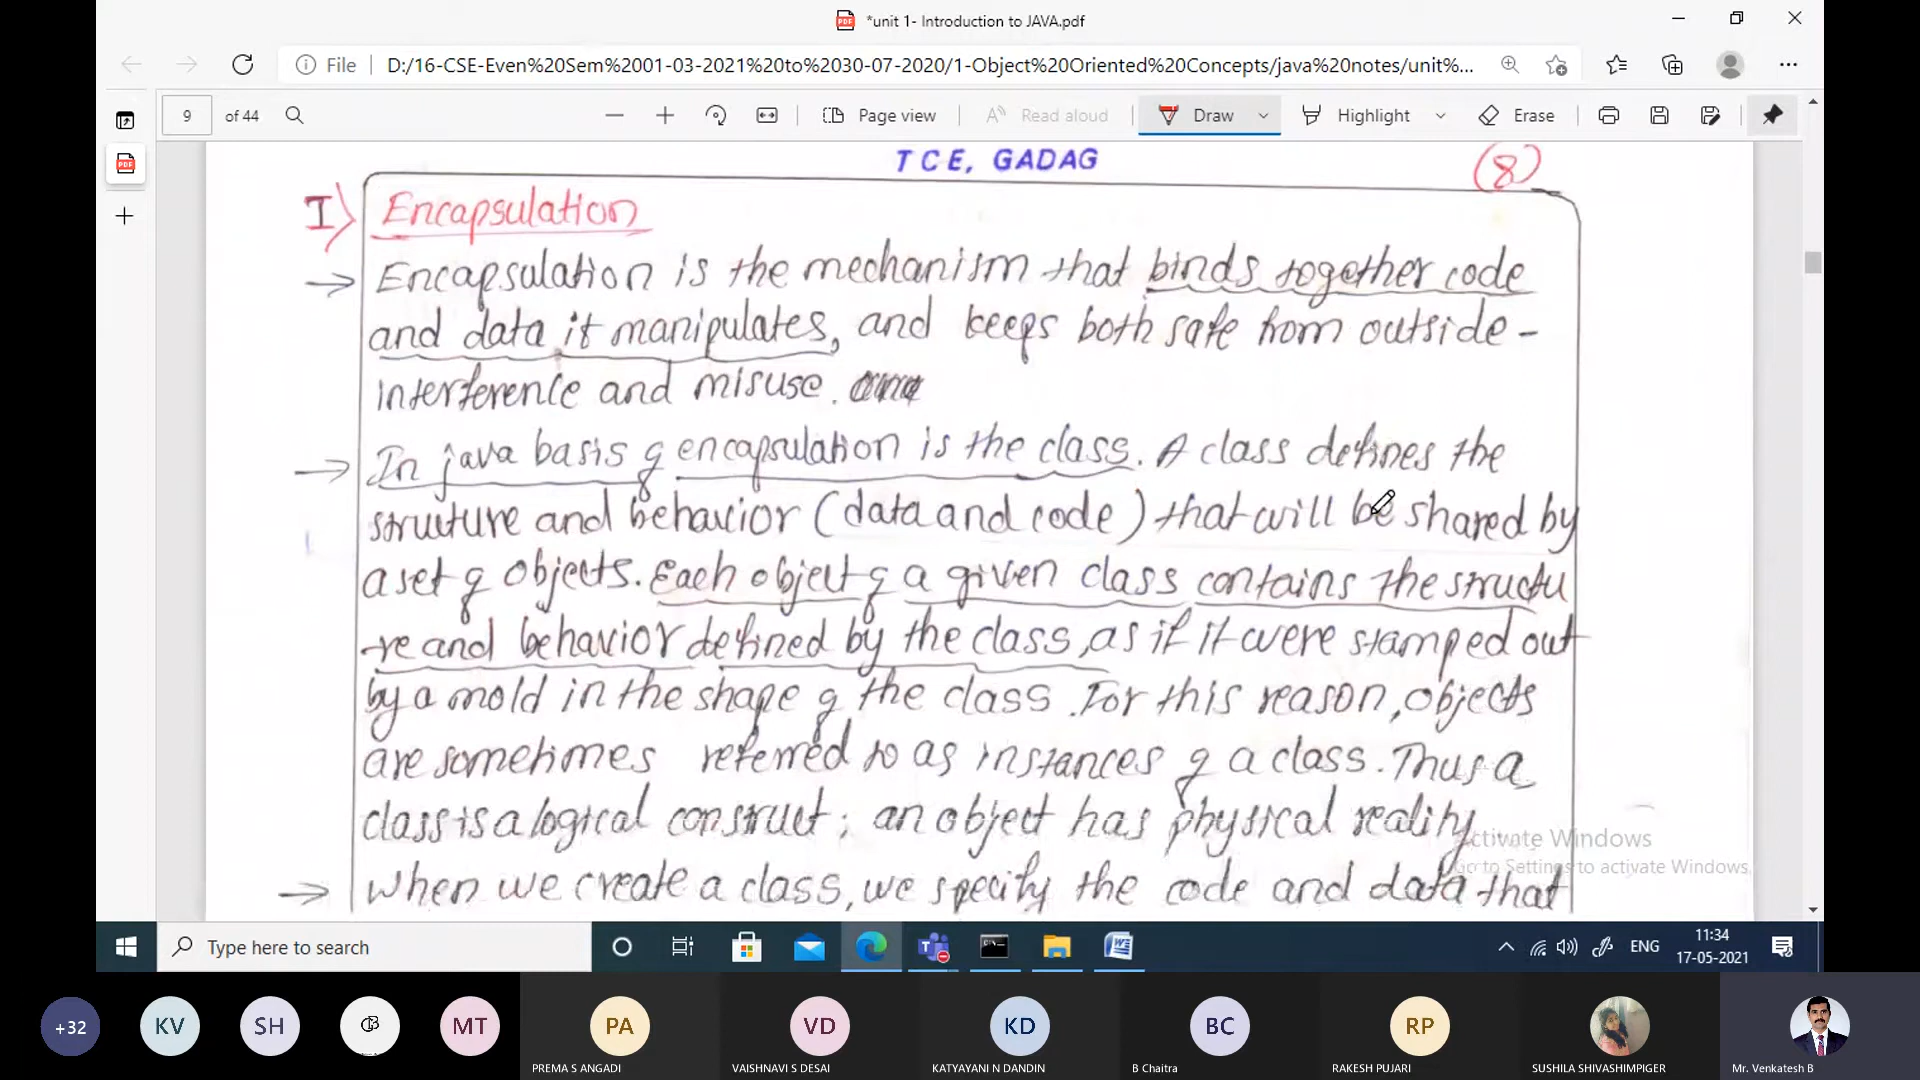 *unit 1- Introduction to JAVA.pdf
File D:/16-CSE-Even%20Sem%2001-03-2021%20to%2030-07-2020/1-Object%20Oriented%20Concepts/java%20notes/unit%...
9 of 44 Page view Read aloud Draw Highlight Erase
TCE, GADAG (8)
I) Encapsulation
→ Encapsulation is the mechanism that binds together code
and data it manipulates, and keeps both safe from outside -
interference and misuse.
→ In java basis of encapsulation is the class. A class defines the
structure and behavior (data and code) that will be shared by
a set of objects. Each object of a given class contains the structu
-re and behavior defined by the class, as if it were stamped out
by a mold in the shape of the class. For this reason, objects
are sometimes referred to as instances of a class. Thus a
class is a logical construct; an object has physical reality
→ When we create a class, we specify the code and data that
Activate Windows
Go to Settings to activate Windows.
Type here to search
ENG
11:34
17-05-2021
+32 KV SH MT PA VD KD BC RP
PREMA S ANGADI VAISHNAVI S DESAI KATYAYANI N DANDIN B Chaitra RAKESH PUJARI SUSHILA SHIVASHIMPIGER Mr. Venkatesh B